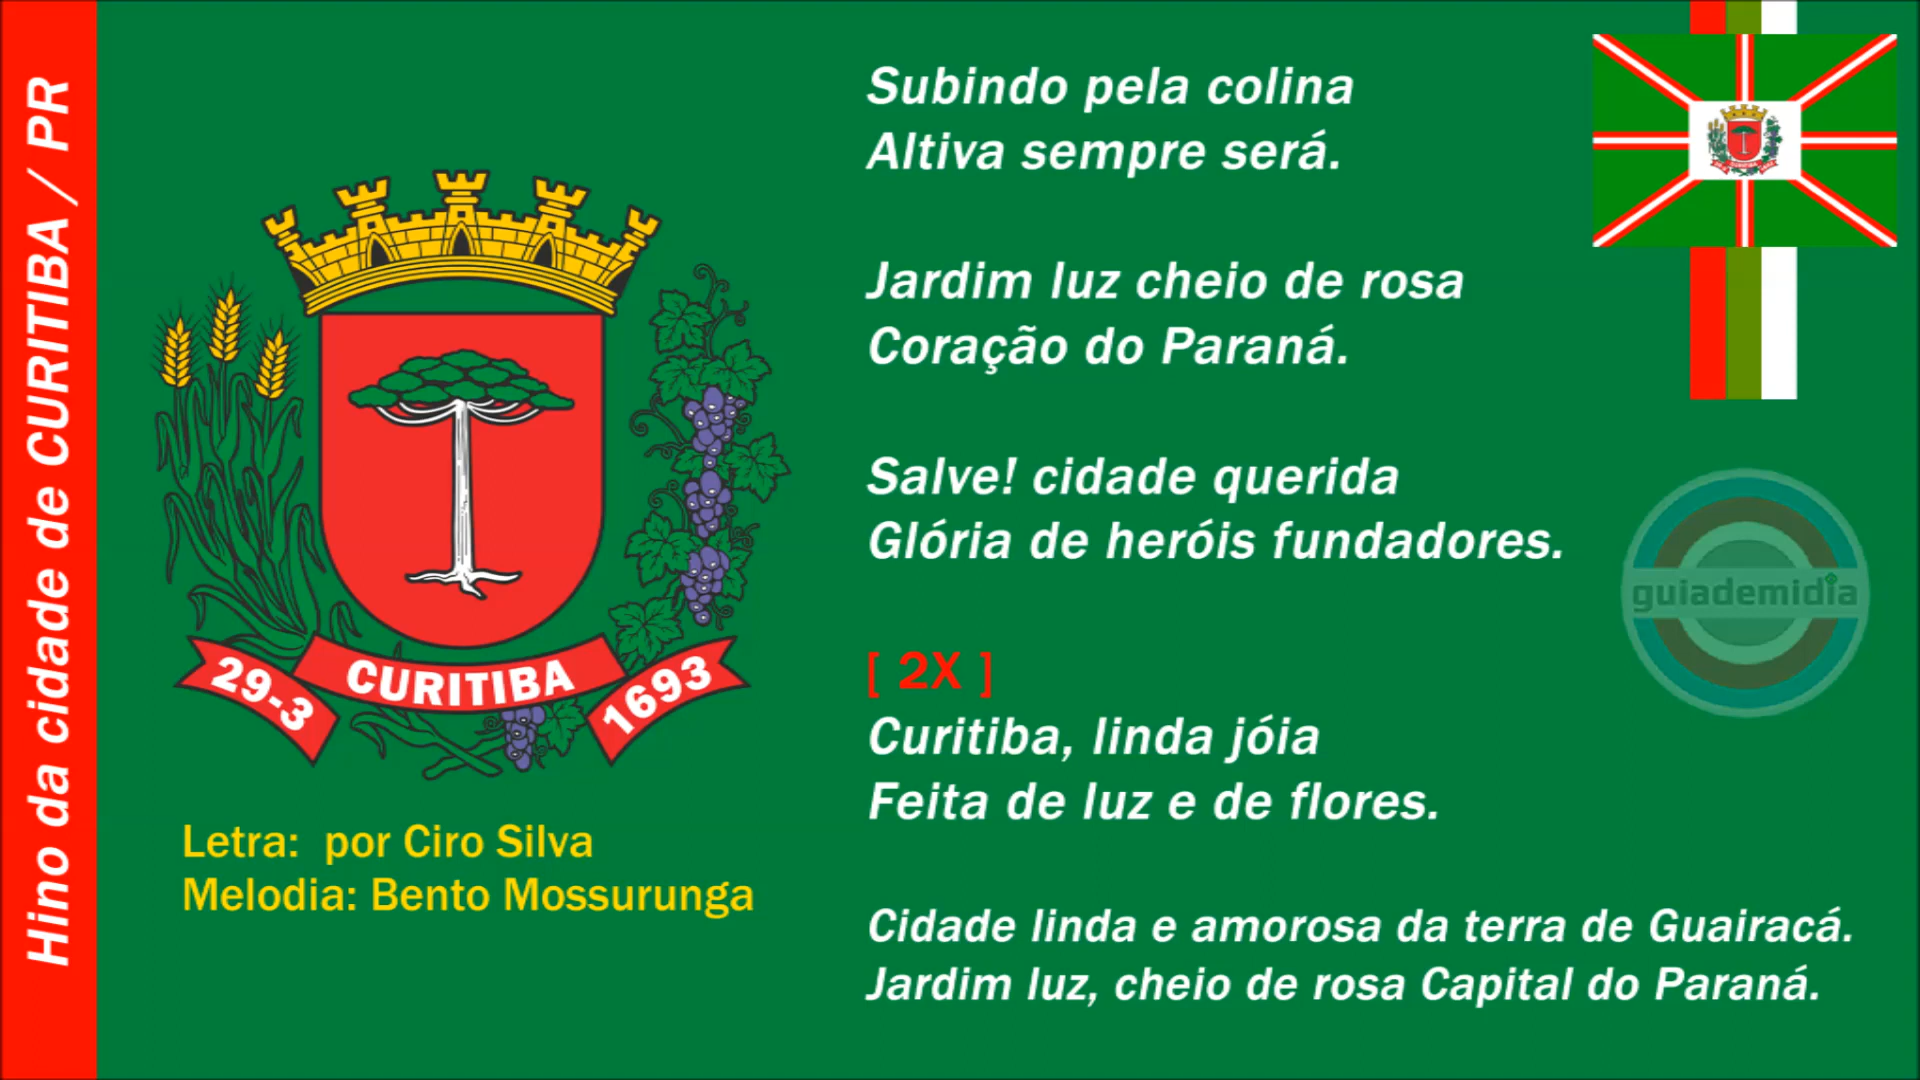 Hino da cidade de CURITIBA / PR
29-3
CURITIBA
1693
Letra: por Ciro Silva
Melodia: Bento Mossurunga
Subindo pela colina
Altiva sempre será.
Jardim luz cheio de rosa
Coração do Paraná.
Salve! cidade querida
Glória de heróis fundadores.
[ 2X ]
Curitiba, linda jóia
Feita de luz e de flores.
Cidade linda e amorosa da terra de Guairacá.
Jardim luz, cheio de rosa Capital do Paraná.
guiademidia